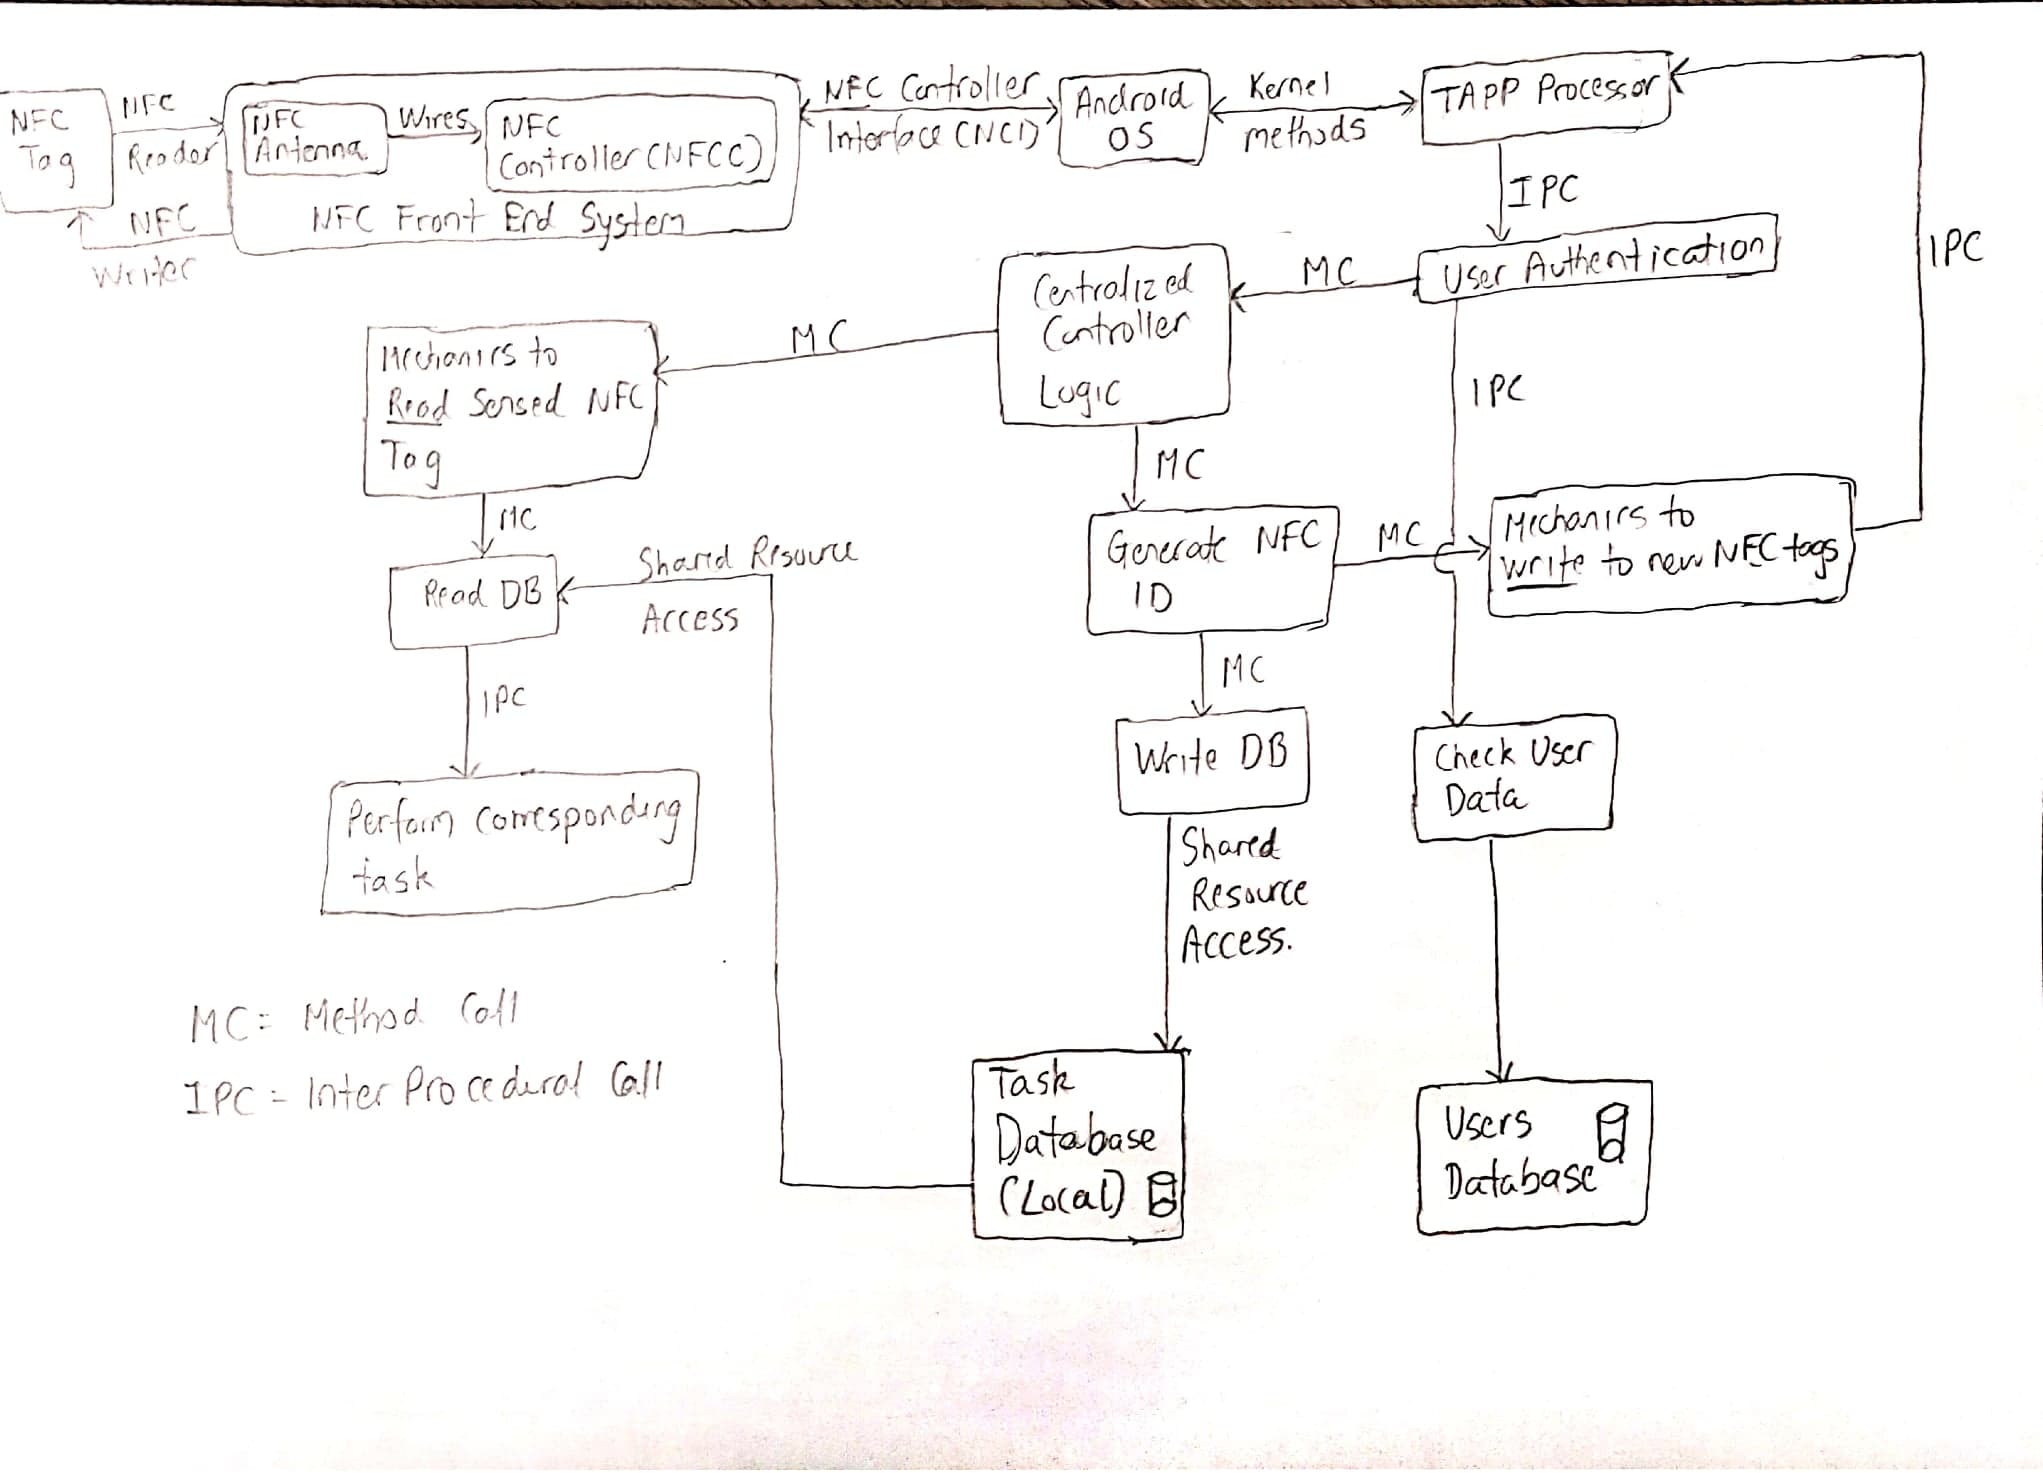 NFC
Tag
NFC
Reader
NFC
Writer
NFC
Antenna
Wires
NFC
Controller (NFCC)
NFC Front End System
NFC Controller
Interface (NCI)
Android
OS
Kernel
methods
TAPP Processor
IPC
IPC
User Authentication
MC
Centralized
Controller
Logic
MC
Mechanics to
Read Sensed NFC
Tag
MC
Read DB
Shared Resource
Access
IPC
Perform corresponding
task
MC
Generate NFC
ID
MC
IPC
Mechanics to
write to new NFC tags
MC
Write DB
Check User
Data
Shared
Resource
Access.
Task
Database
(Local)
Users
Database
MC = Method Call
IPC = Inter Procedural Call